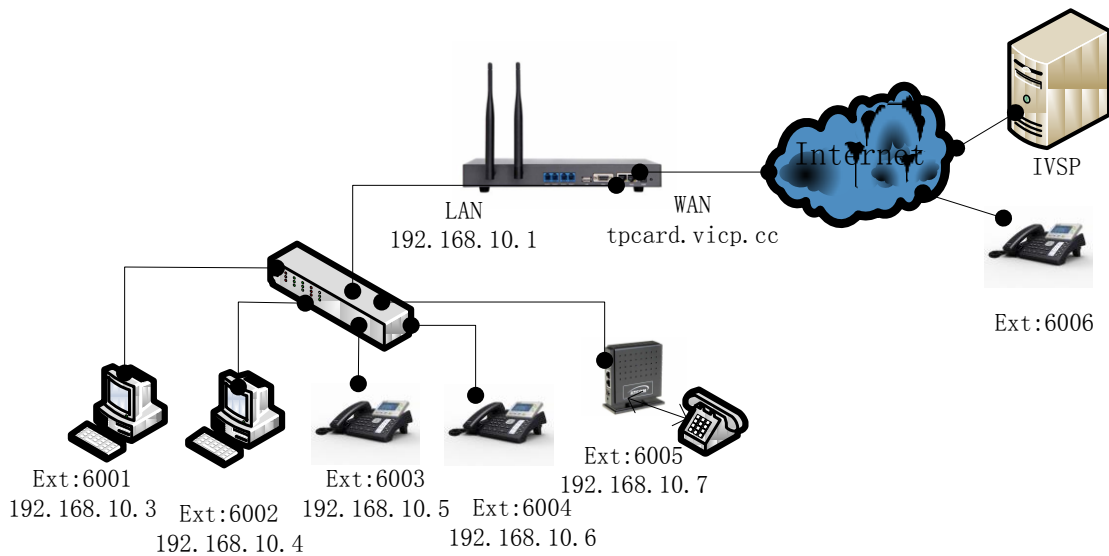 Internet
IVSP
LAN
192.168.10.1
WAN
tpcard.vicp.cc
Ext:6006
Ext:6001
192.168.10.3
Ext:6002
192.168.10.4
Ext:6003
192.168.10.5
Ext:6004
192.168.10.6
Ext:6005
192.168.10.7